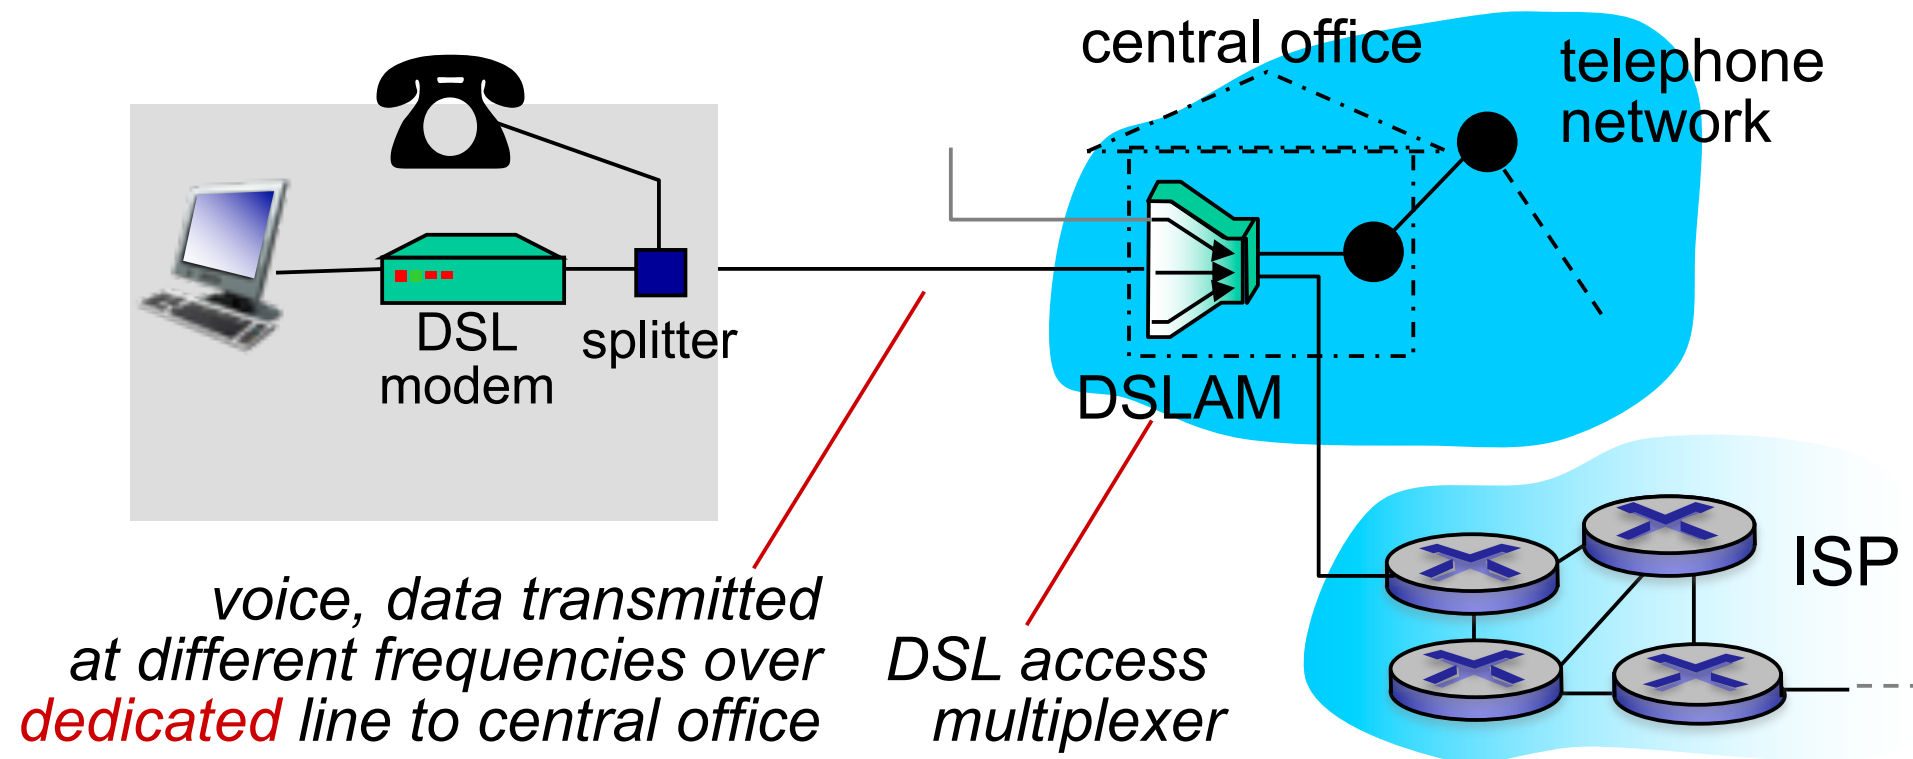 central office
telephone
network
DSL
modem
splitter
DSLAM
ISP
voice, data transmitted
at different frequencies over
dedicated line to central office
DSL access
multiplexer